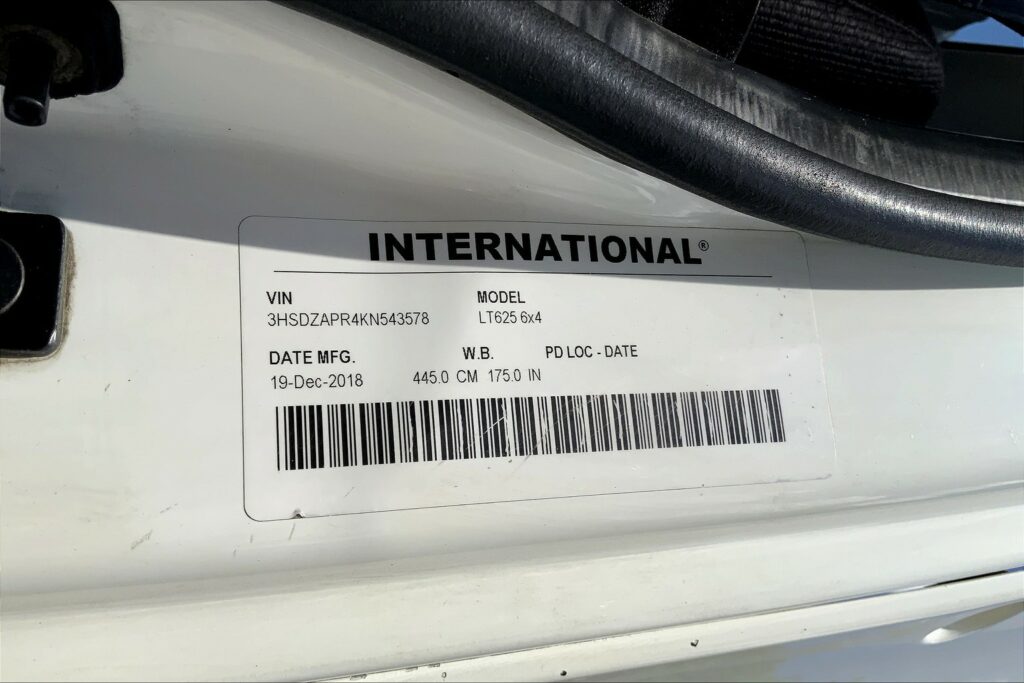 INTERNATIONAL®
VIN MODEL
3HSDZAPR4KN543578 LT625 6x4
DATE MFG. W.B. PD LOC - DATE
19-Dec-2018 445.0 CM 175.0 IN